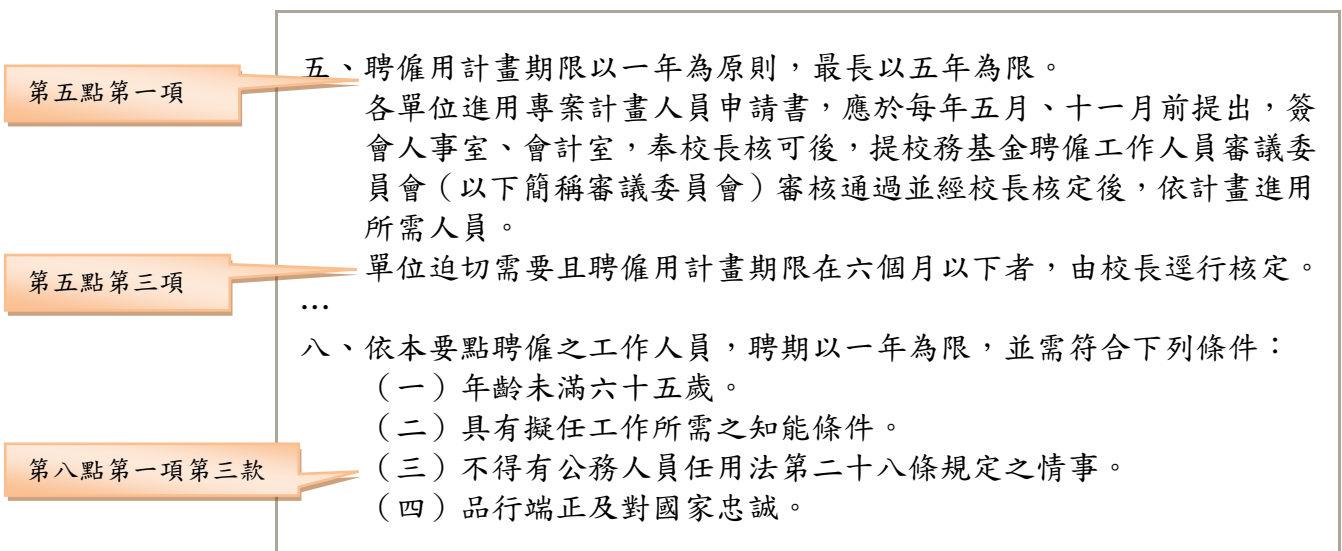 五、聘僱用計畫期限以一年為原則，最長以五年為限。
第五點第一項
各單位進用專案計畫人員申請書，應於每年五月、十一月前提出，簽
會人事室、會計室，奉校長核可後，提校務基金聘僱工作人員審議委
員會（以下簡稱審議委員會）審核通過並經校長核定後，依計畫進用
所需人員。
第五點第三項
單位迫切需要且聘僱用計畫期限在六個月以下者，由校長逕行核定。
…
八、依本要點聘僱之工作人員，聘期以一年為限，並需符合下列條件：
（一）年齡未滿六十五歲。
（二）具有擬任工作所需之知能條件。
第八點第一項第三款
（三）不得有公務人員任用法第二十八條規定之情事。
（四）品行端正及對國家忠誠。